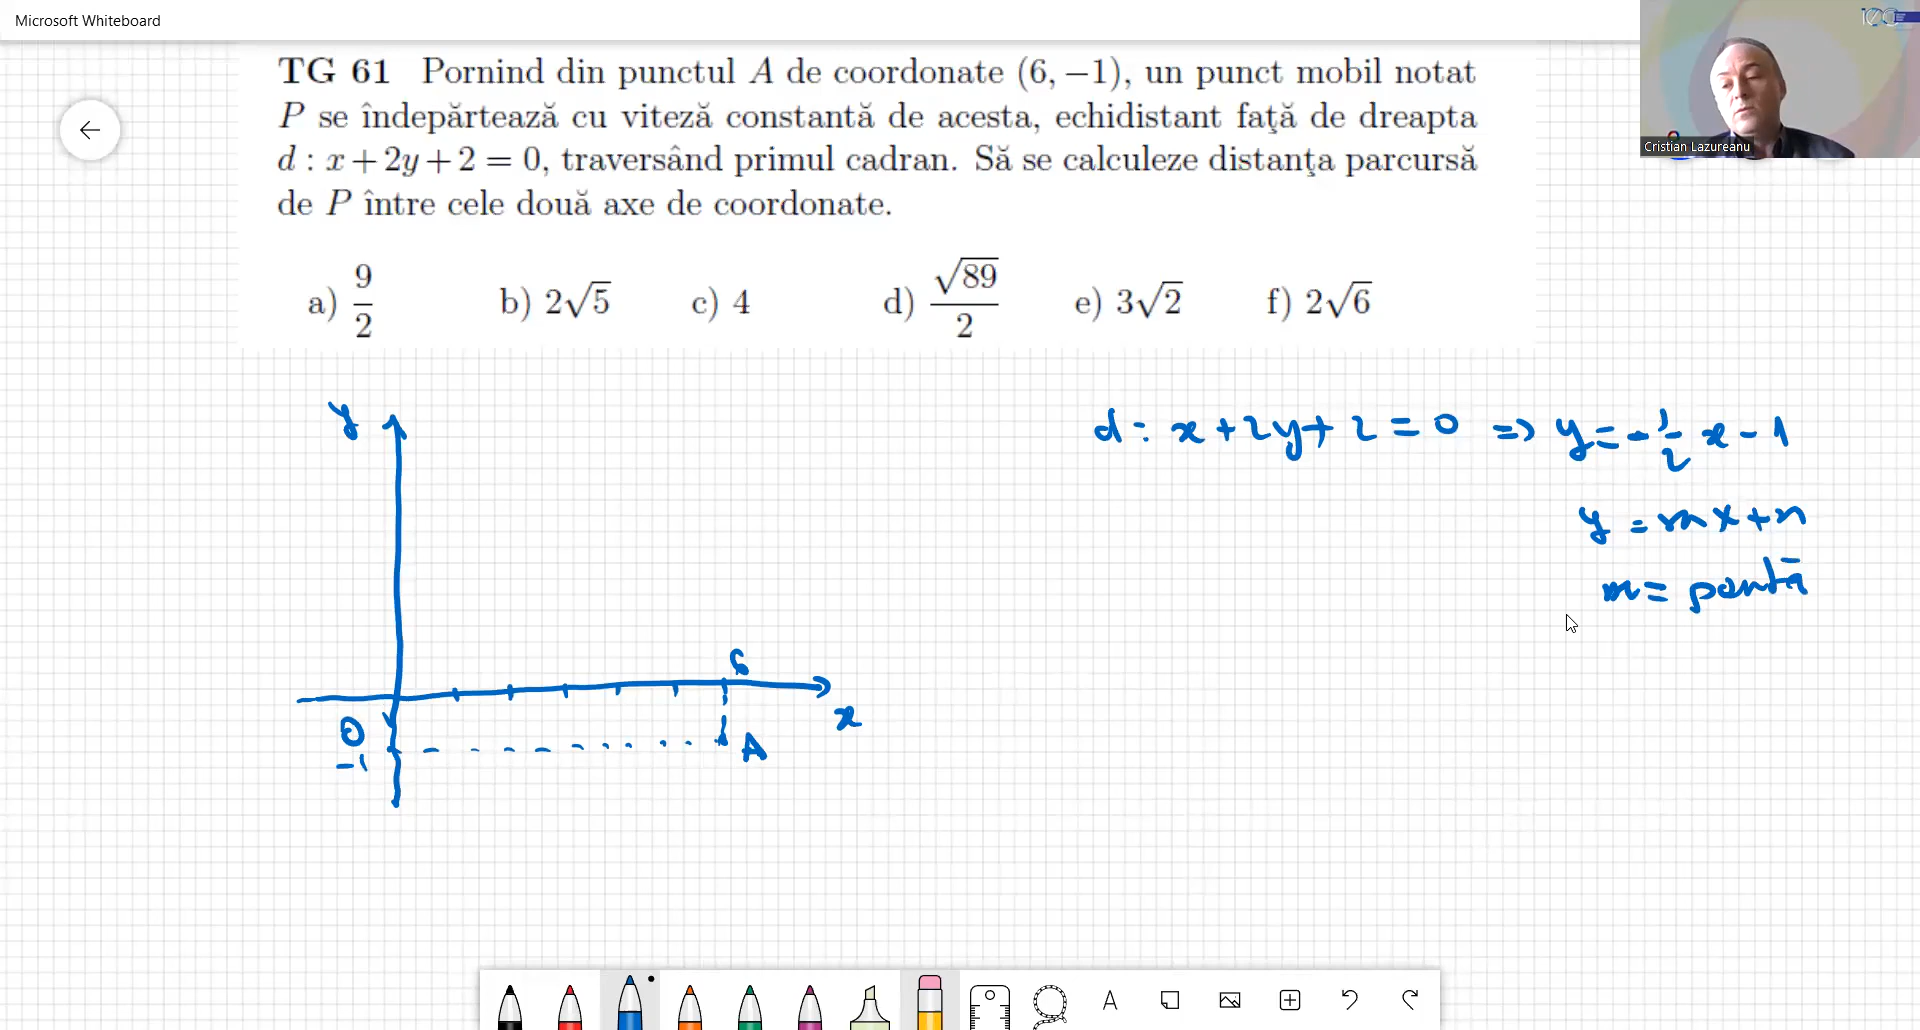 Microsoft Whiteboard
TG 61 Pornind din punctul A de coordonate (6, −1), un punct mobil notat
P se îndepărtează cu viteză constantă de acesta, echidistant faţă de dreapta
d : x + 2y + 2 = 0, traversând primul cadran. Să se calculeze distanţa parcursă
de P între cele două axe de coordonate.
a) 9/2 b) 2√5 c) 4 d) √89/2 e) 3√2 f) 2√6
Cristian Lazureanu
y
d: x + 2y + 2 = 0 ⇒ y = -1/2 x - 1
y = mx + n
m = pantă
6
x
O
-1
A